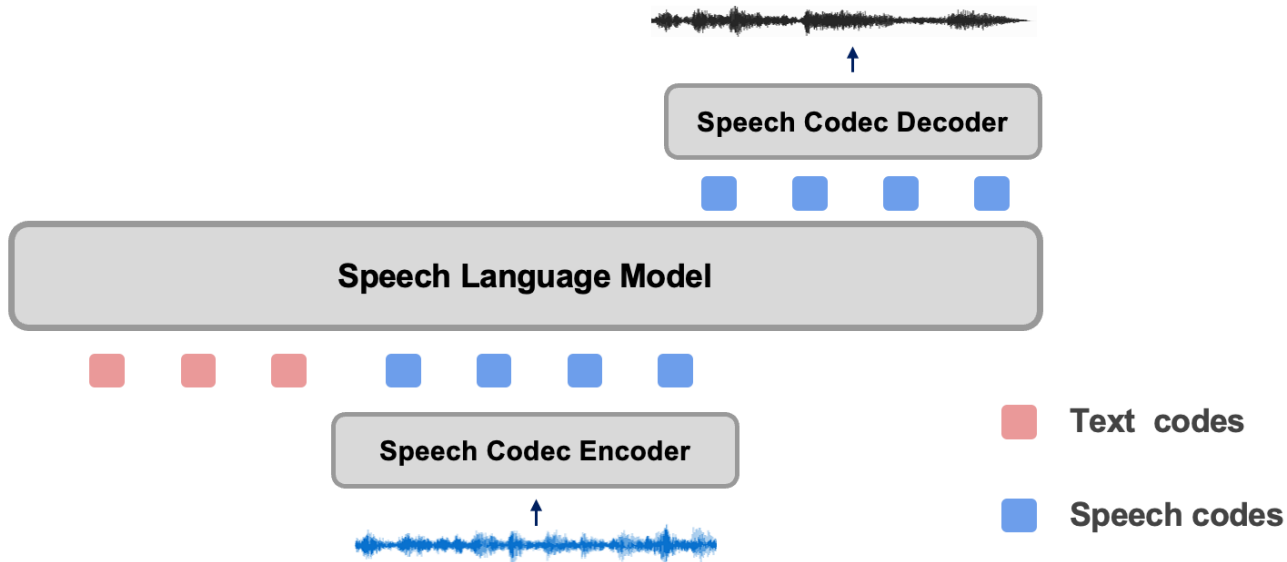 Speech Codec Decoder
Speech Language Model
Speech Codec Encoder
Text codes
Speech codes